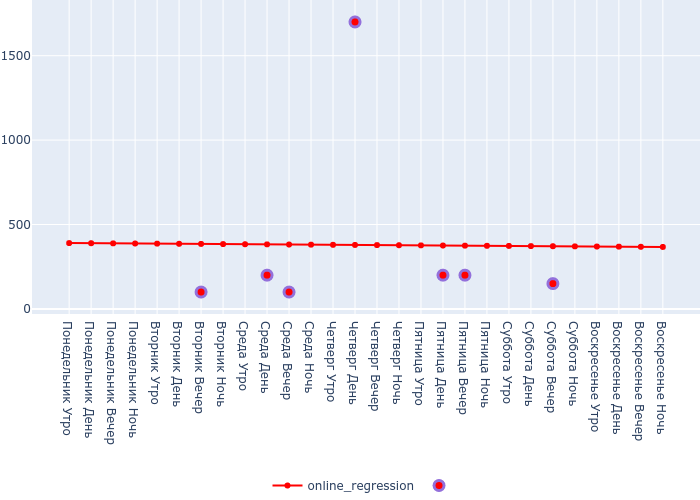 1500
1000
500
0
Понедельник Утро
Понедельник День
Понедельник Вечер
Понедельник Ночь
Вторник Утро
Вторник День
Вторник Вечер
Вторник Ночь
Среда Утро
Среда День
Среда Вечер
Среда Ночь
Четверг Утро
Четверг День
Четверг Вечер
Четверг Ночь
Пятница Утро
Пятница День
Пятница Вечер
Пятница Ночь
Суббота Утро
Суббота День
Суббота Вечер
Суббота Ночь
Воскресенье Утро
Воскресенье День
Воскресенье Вечер
Воскресенье Ночь
online_regression